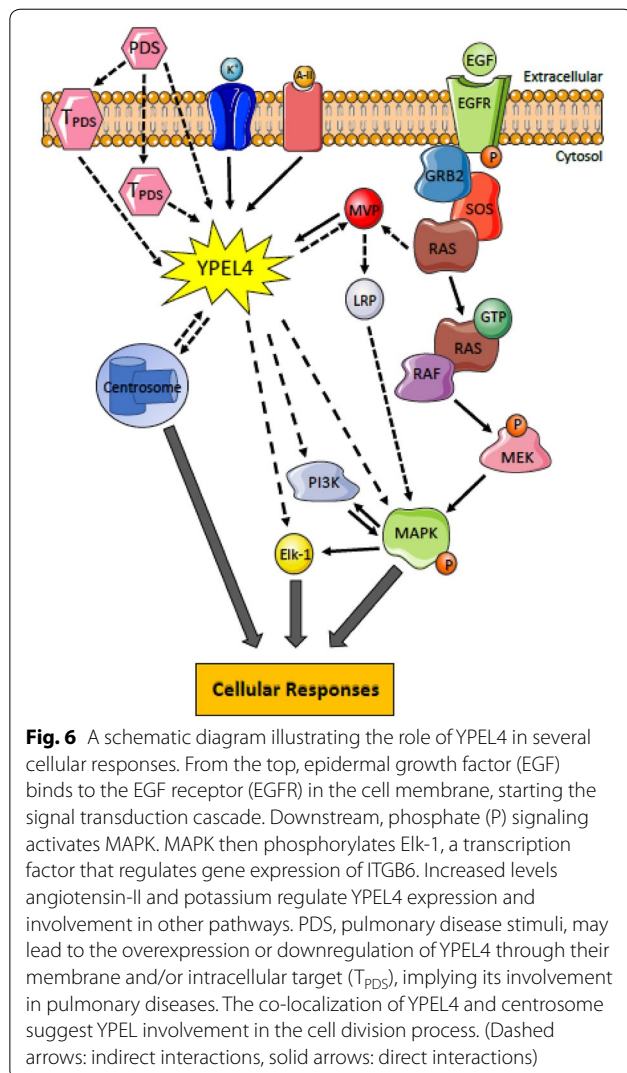 PDS
K⁺
A-II
EGF
Extracellular
T_PDS
EGFR
Cytosol
P
GRB2
T_PDS
SOS
MVP
RAS
YPEL4
LRP
GTP
RAS
Centrosome
RAF
P
MEK
PI3K
MAPK
Elk-1
P
Cellular Responses
Fig. 6 A schematic diagram illustrating the role of YPEL4 in several
cellular responses. From the top, epidermal growth factor (EGF)
binds to the EGF receptor (EGFR) in the cell membrane, starting the
signal transduction cascade. Downstream, phosphate (P) signaling
activates MAPK. MAPK then phosphorylates Elk-1, a transcription
factor that regulates gene expression of ITGB6. Increased levels
angiotensin-II and potassium regulate YPEL4 expression and
involvement in other pathways. PDS, pulmonary disease stimuli, may
lead to the overexpression or downregulation of YPEL4 through their
membrane and/or intracellular target (T_PDS), implying its involvement
in pulmonary diseases. The co-localization of YPEL4 and centrosome
suggest YPEL involvement in the cell division process. (Dashed
arrows: indirect interactions, solid arrows: direct interactions)